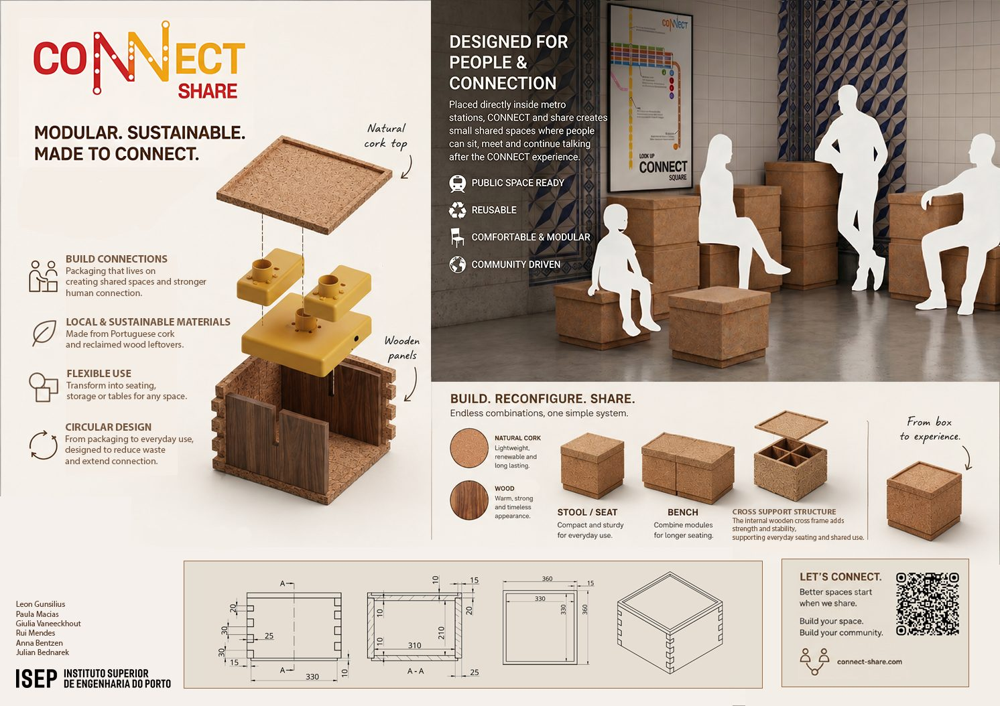 CONNECT
SHARE
MODULAR. SUSTAINABLE.
MADE TO CONNECT.
Natural
cork top
BUILD CONNECTIONS
Packaging that lives on
creating shared spaces and stronger
human connection.
LOCAL & SUSTAINABLE MATERIALS
Made from Portuguese cork
and reclaimed wood leftovers.
FLEXIBLE USE
Transform into seating,
storage or tables for any space.
CIRCULAR DESIGN
From packaging to everyday use,
designed to reduce waste
and extend connection.
Wooden
panels
DESIGNED FOR
PEOPLE &
CONNECTION
Placed directly inside metro
stations, CONNECT and share creates
small shared spaces where people
can sit, meet and continue talking
after the CONNECT experience.
PUBLIC SPACE READY
REUSABLE
COMFORTABLE & MODULAR
COMMUNITY DRIVEN
CONNECT
LOOK UP
CONNECT
SQUARE
BUILD. RECONFIGURE. SHARE.
Endless combinations, one simple system.
NATURAL CORK
Lightweight,
renewable and
long lasting.
WOOD
Warm, strong
and timeless
appearance.
STOOL / SEAT
Compact and sturdy
for everyday use.
BENCH
Combine modules
for longer seating.
CROSS SUPPORT STRUCTURE
The internal wooden cross frame adds
strength and stability,
supporting everyday seating and shared use.
From box
to experience.
Leon Gunsilius
Paula Macias
Giulia Vaneeckhout
Rui Mendes
Anna Bentzen
Julian Bednarek
ISEP INSTITUTO SUPERIOR
DE ENGENHARIA DO PORTO
A
20
30
25
30
15
A
330
10
10
15
10
20
210
10
310
A - A
25
360
15
330
330
360
LET'S CONNECT.
Better spaces start
when we share.
Build your space.
Build your community.
connect-share.com